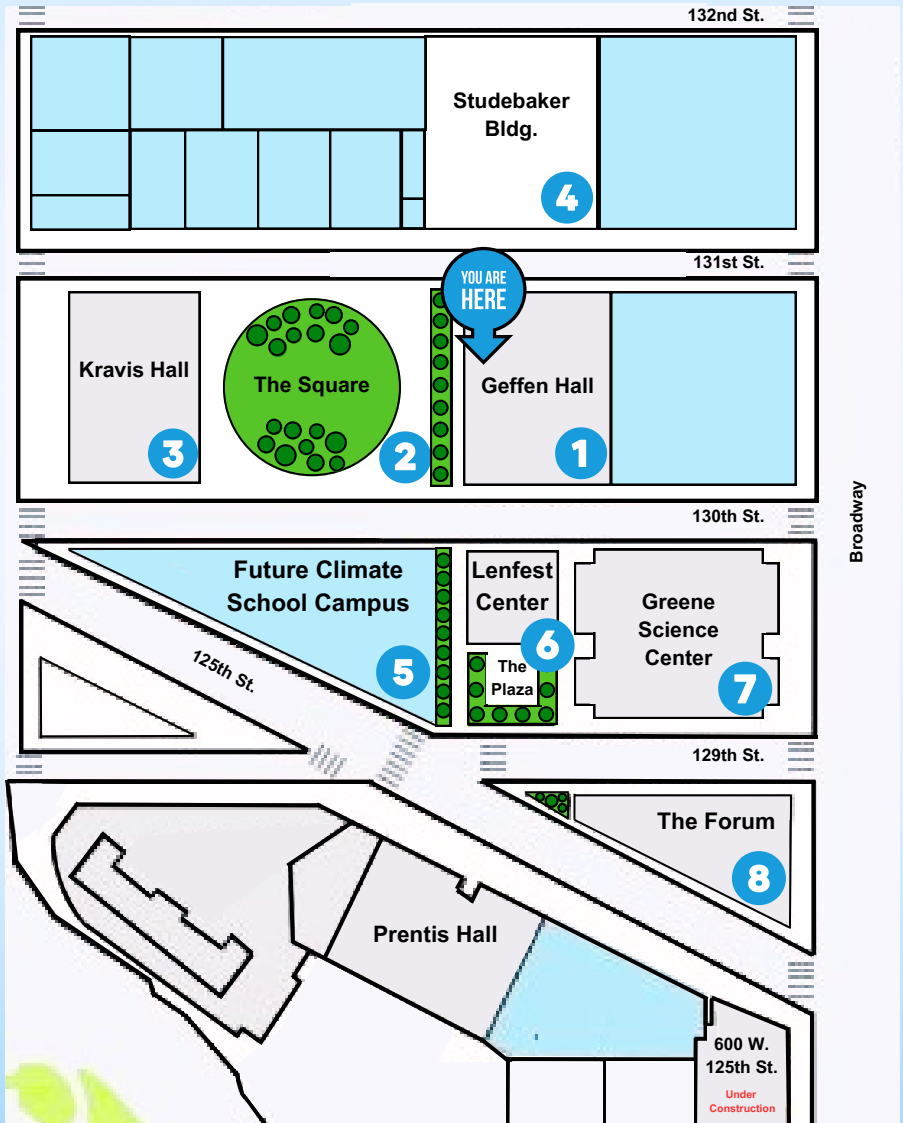 132nd St.
Studebaker
Bldg.
4
131st St.
YOU ARE
HERE
Kravis Hall
The Square
Geffen Hall
3
2
1
130th St.
Broadway
Future Climate
School Campus
Lenfest
Center
Greene
Science
Center
6
The
Plaza
5
7
125th St.
129th St.
The Forum
8
Prentis Hall
600 W.
125th St.
Under
Construction